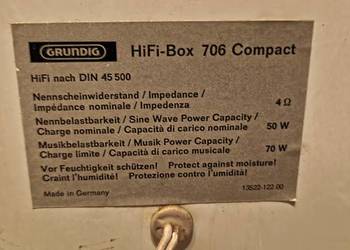 GRUNDIG HiFi-Box 706 Compact
HiFi nach DIN 45 500
Nennscheinwiderstand / Impedance /
Impédance nominale / Impedenza 4 Ω
Nennbelastbarkeit / Sine Wave Power Capacity /
Charge nominale / Capacità di carico nominale 50 W
Musikbelastbarkeit / Musik Power Capacity /
Charge limite / Capacità di carico musicale 70 W
Vor Feuchtigkeit schützen! Protect against moisture!
Craint l'humidité! Protezione contro l'umidità!
Made in Germany 13522-122.00